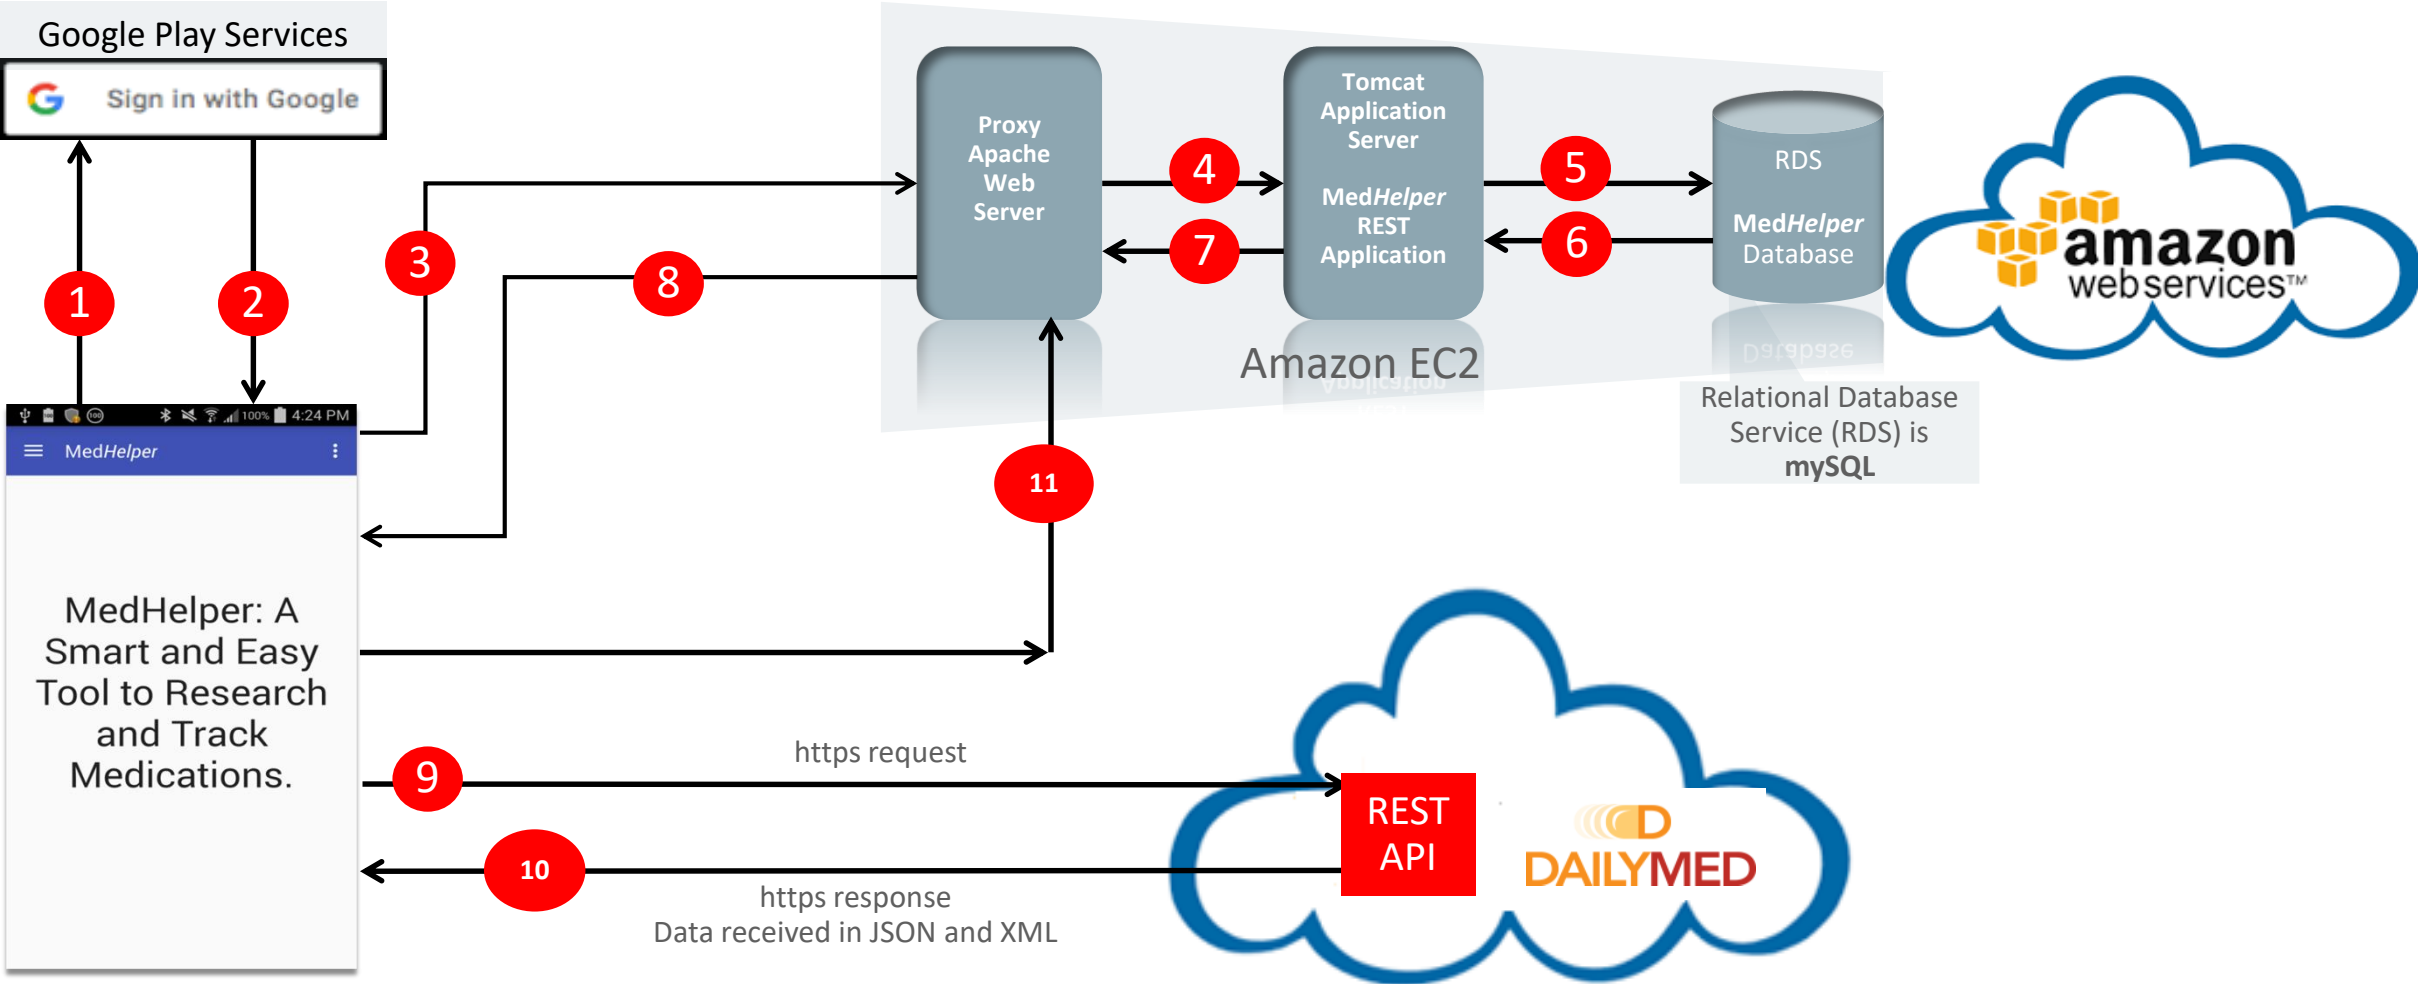 Google Play Services
Sign in with Google
1
2
3
8
Proxy
Apache
Web
Server
4
7
Tomcat
Application
Server
MedHelper
REST
Application
5
6
RDS
MedHelper
Database
amazon
webservices™
Amazon EC2
Database
Application
Relational Database
Service (RDS) is
mySQL
100% 4:24 PM
MedHelper
11
MedHelper: A
Smart and Easy
Tool to Research
and Track
Medications.
https request
9
REST
API
D
DAILYMED
10
https response
Data received in JSON and XML